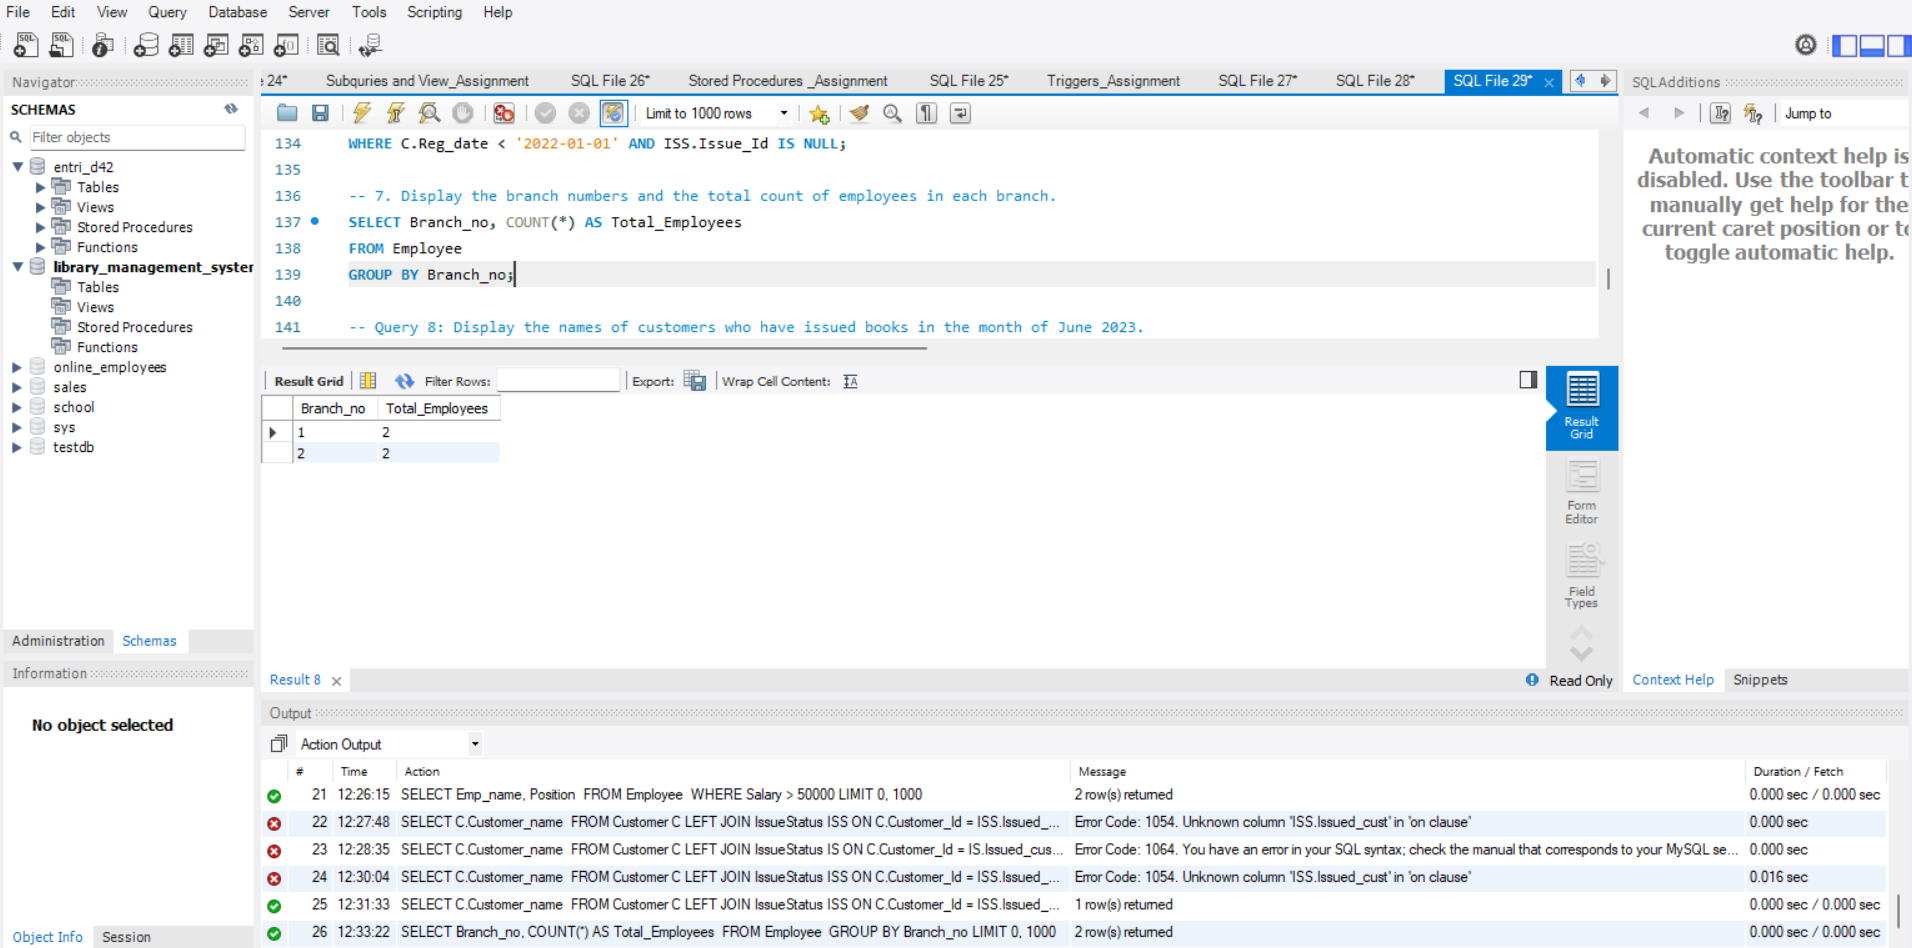 File Edit View Query Database Server Tools Scripting Help
Navigator
24* Subquries and View_Assignment SQL File 26* Stored Procedures _Assignment SQL File 25* Triggers_Assignment SQL File 27* SQL File 28* SQL File 29*
SQLAdditions
SCHEMAS
Filter objects
entri_d42
Tables
Views
Stored Procedures
Functions
library_management_syster
Tables
Views
Stored Procedures
Functions
online_employees
sales
school
sys
testdb
Administration Schemas
Information
No object selected
Object Info Session
Limit to 1000 rows
134 WHERE C.Reg_date < '2022-01-01' AND ISS.Issue_Id IS NULL;
135
136 -- 7. Display the branch numbers and the total count of employees in each branch.
137 SELECT Branch_no, COUNT(*) AS Total_Employees
138 FROM Employee
139 GROUP BY Branch_no;
140
141 -- Query 8: Display the names of customers who have issued books in the month of June 2023.
Result Grid Filter Rows: Export: Wrap Cell Content:
Branch_no Total_Employees
1 2
2 2
Result Grid
Form Editor
Field Types
Result 8
Read Only
Jump to
Automatic context help is
disabled. Use the toolbar t
manually get help for the
current caret position or to
toggle automatic help.
Context Help Snippets
Output
Action Output
# Time Action Message Duration / Fetch
21 12:26:15 SELECT Emp_name, Position FROM Employee WHERE Salary > 50000 LIMIT 0, 1000 2 row(s) returned 0.000 sec / 0.000 sec
22 12:27:48 SELECT C.Customer_name FROM Customer C LEFT JOIN IssueStatus ISS ON C.Customer_Id = ISS.Issued_... Error Code: 1054. Unknown column 'ISS.Issued_cust' in 'on clause' 0.000 sec
23 12:28:35 SELECT C.Customer_name FROM Customer C LEFT JOIN IssueStatus IS ON C.Customer_Id = IS.Issued_cus... Error Code: 1064. You have an error in your SQL syntax; check the manual that corresponds to your MySQL se... 0.000 sec
24 12:30:04 SELECT C.Customer_name FROM Customer C LEFT JOIN IssueStatus ISS ON C.Customer_Id = ISS.Issued_... Error Code: 1054. Unknown column 'ISS.Issued_cust' in 'on clause' 0.016 sec
25 12:31:33 SELECT C.Customer_name FROM Customer C LEFT JOIN IssueStatus ISS ON C.Customer_Id = ISS.Issued_... 1 row(s) returned 0.000 sec / 0.000 sec
26 12:33:22 SELECT Branch_no, COUNT(*) AS Total_Employees FROM Employee GROUP BY Branch_no LIMIT 0, 1000 2 row(s) returned 0.000 sec / 0.000 sec